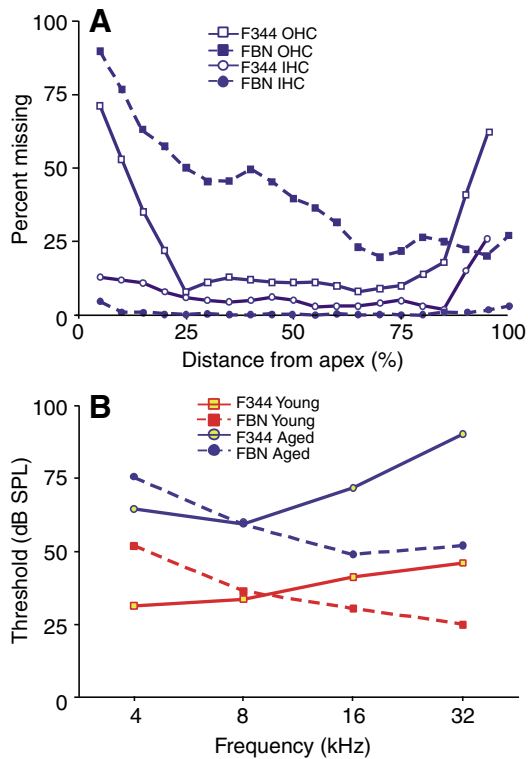 A
F344 OHC
FBN OHC
F344 IHC
FBN IHC
Percent missing
100
75
50
25
0
0 25 50 75 100
Distance from apex (%)
B
F344 Young
FBN Young
F344 Aged
FBN Aged
Threshold (dB SPL)
100
75
50
25
0
4 8 16 32
Frequency (kHz)